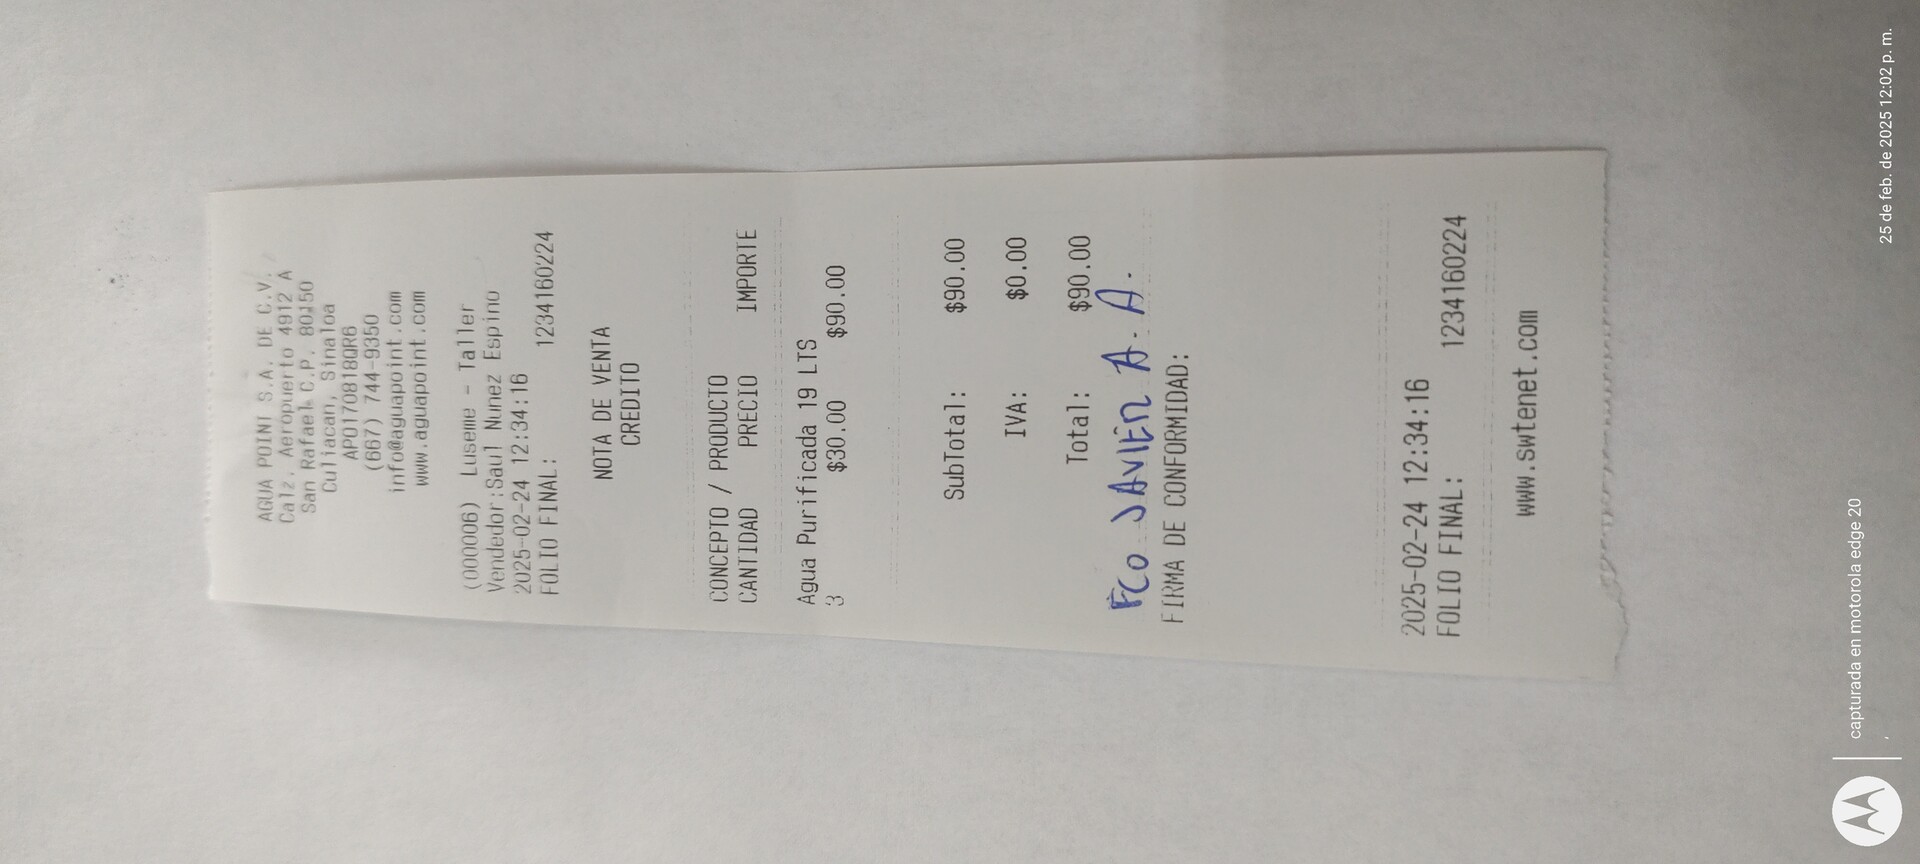 AGUA POINT S.A. DE C.V.
Calz. Aeropuerto 4912 A
San Rafael C.P. 80150
Culiacan, Sinaloa
APO170818QR6
(667) 744-9350
info@aguapoint.com
www.aguapoint.com
(000006) Luseme - Taller
Vendedor:Saul Nunez Espino
2025-02-24 12:34:16
FOLIO FINAL: 1234160224
NOTA DE VENTA
CREDITO
CONCEPTO / PRODUCTO
CANTIDAD PRECIO IMPORTE
Agua Purificada 19 LTS
3 $30.00 $90.00
SubTotal: $90.00
IVA: $0.00
Total: $90.00
FCO JAVIER A. A.
FIRMA DE CONFORMIDAD:
2025-02-24 12:34:16
FOLIO FINAL: 1234160224
www.swtenet.com
capturada en motorola edge 20
25 de feb. de 2025 12:02 p. m.